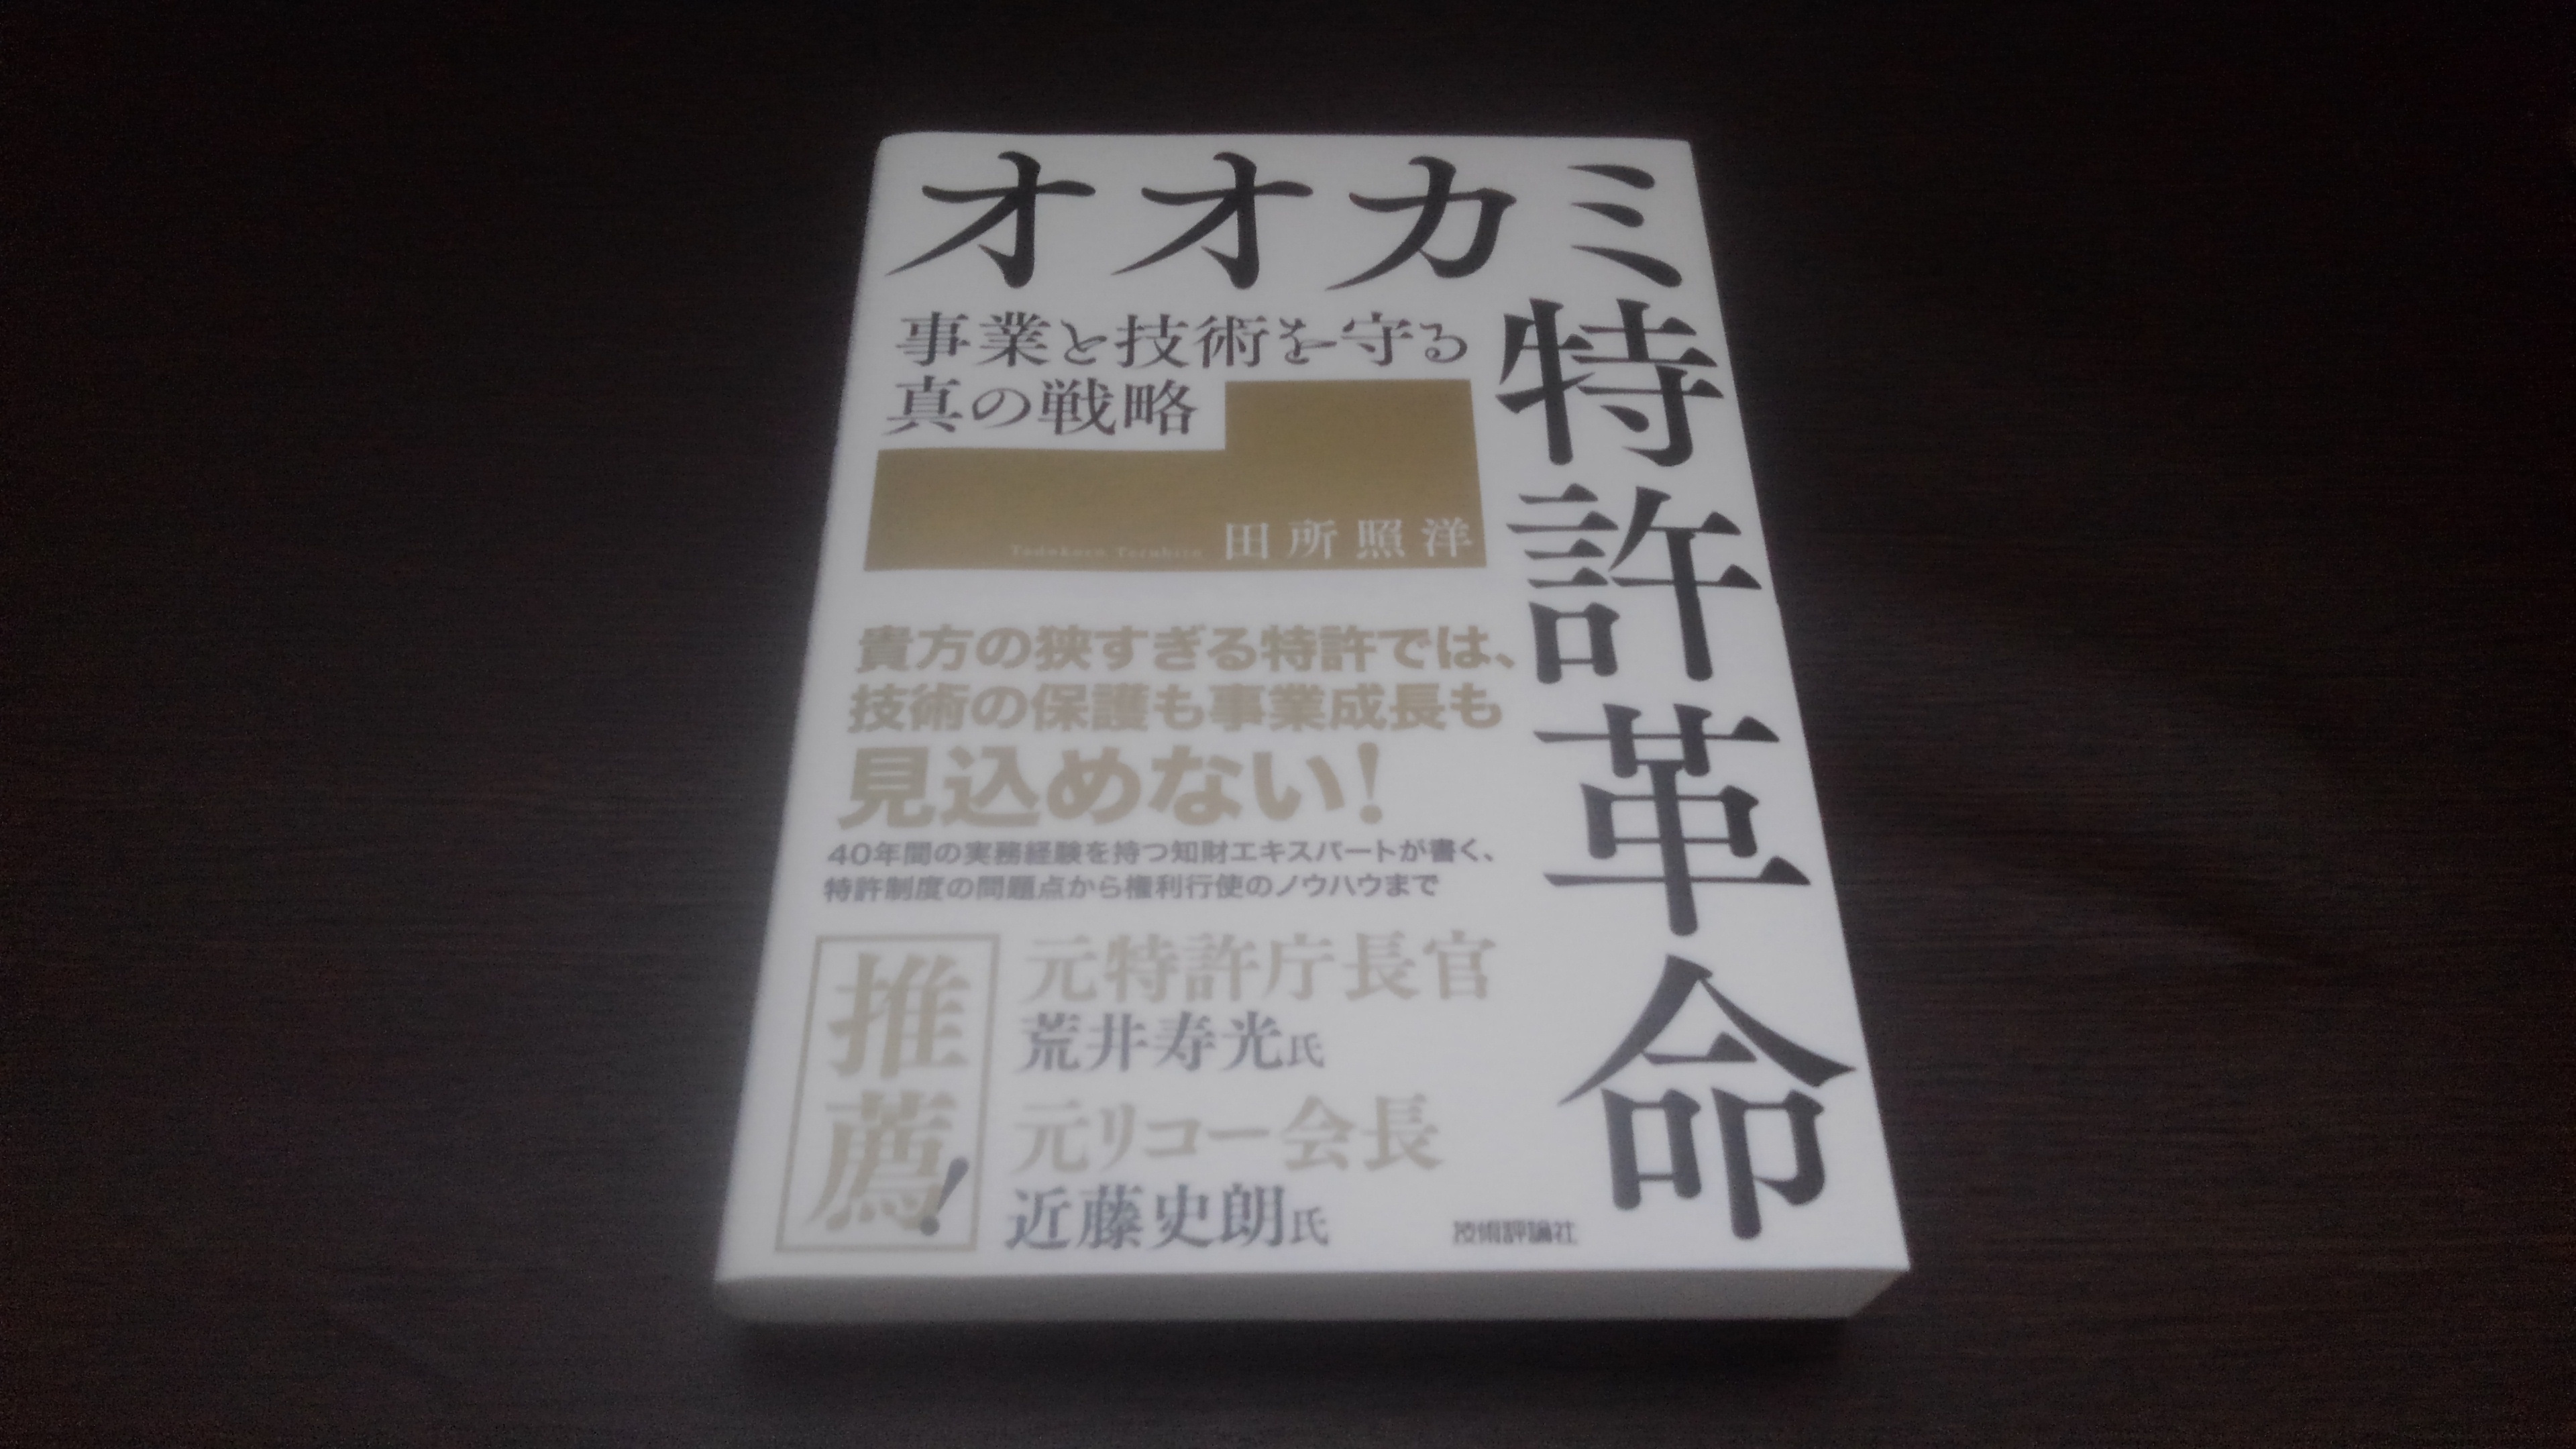 オオカミ特許革命
事業と技術を守る
真の戦略
Tadokoro Teruhiro 田所照洋
貴方の狭すぎる特許では、
技術の保護も事業成長も
見込めない!
40年間の実務経験を持つ知財エキスパートが書く、
特許制度の問題点から権利行使のノウハウまで
推薦!
元特許庁長官
荒井寿光氏
元リコー会長
近藤史朗氏
技術評論社